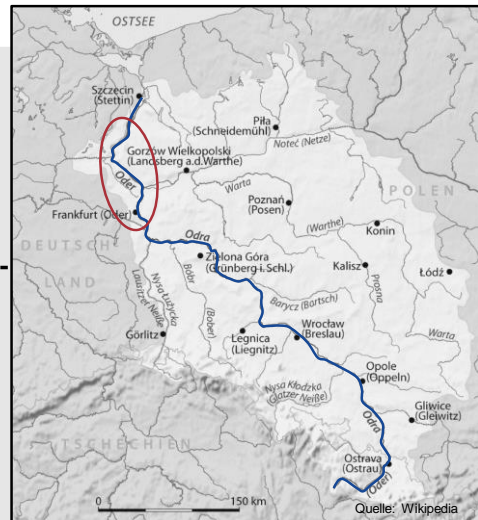 OSTSEE
Szczecin
(Stettin)
Piła
(Schneidemühl)
Noteć (Netze)
Gorzów Wielkopolski
(Landsberg a.d.Warthe)
Oder
Warta
POLEN
Poznań
(Posen)
Frankfurt (Oder)
(Warthe)
Konin
Odra
DEUTSCH
LAND
Zielona Góra
(Grünberg i. Schl.)
Kalisz
Łódź
Bóbr
(Bober)
Nysa Łużycka
Lausitzer Neiße
Prosna
Barycz (Bartsch)
Görlitz
Legnica
(Liegnitz)
Wrocław
(Breslau)
Warta
Opole
(Oppeln)
Nysa Kłodzka
(Glatzer Neiße)
Gliwice
(Gleiwitz)
Odra
TSCHECHIEN
Ostrava
(Ostrau)
(Oder)
0 150 km
Quelle: Wikipedia